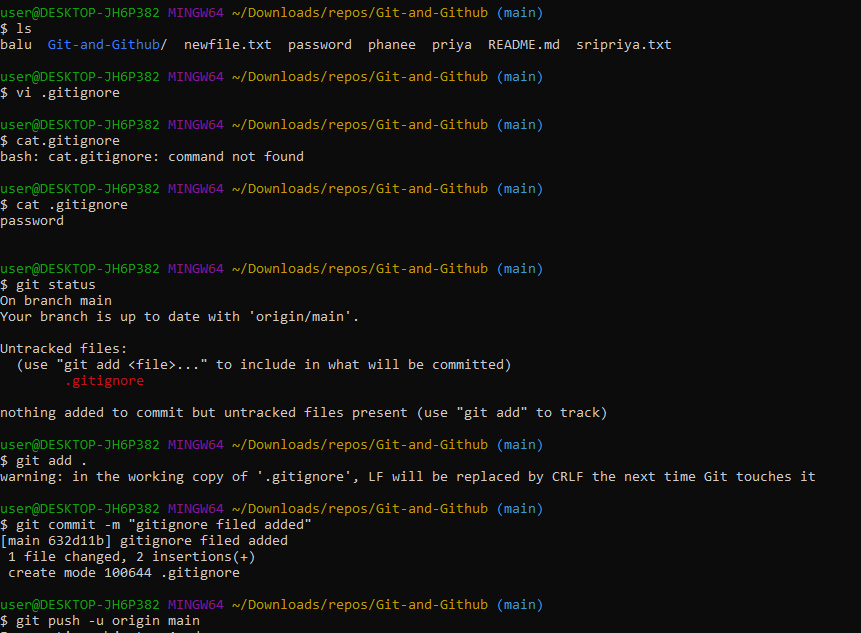 user@DESKTOP-JH6P382 MINGW64 ~/Downloads/repos/Git-and-Github (main)
$ ls
balu  Git-and-Github/  newfile.txt  password  phanee  priya  README.md  sripriya.txt
user@DESKTOP-JH6P382 MINGW64 ~/Downloads/repos/Git-and-Github (main)
$ vi .gitignore
user@DESKTOP-JH6P382 MINGW64 ~/Downloads/repos/Git-and-Github (main)
$ cat.gitignore
bash: cat.gitignore: command not found
user@DESKTOP-JH6P382 MINGW64 ~/Downloads/repos/Git-and-Github (main)
$ cat .gitignore
password
user@DESKTOP-JH6P382 MINGW64 ~/Downloads/repos/Git-and-Github (main)
$ git status
On branch main
Your branch is up to date with 'origin/main'.
Untracked files:
  (use "git add <file>..." to include in what will be committed)
        .gitignore
nothing added to commit but untracked files present (use "git add" to track)
user@DESKTOP-JH6P382 MINGW64 ~/Downloads/repos/Git-and-Github (main)
$ git add .
warning: in the working copy of '.gitignore', LF will be replaced by CRLF the next time Git touches it
user@DESKTOP-JH6P382 MINGW64 ~/Downloads/repos/Git-and-Github (main)
$ git commit -m "gitignore filed added"
[main 632d11b] gitignore filed added
 1 file changed, 2 insertions(+)
 create mode 100644 .gitignore
user@DESKTOP-JH6P382 MINGW64 ~/Downloads/repos/Git-and-Github (main)
$ git push -u origin main